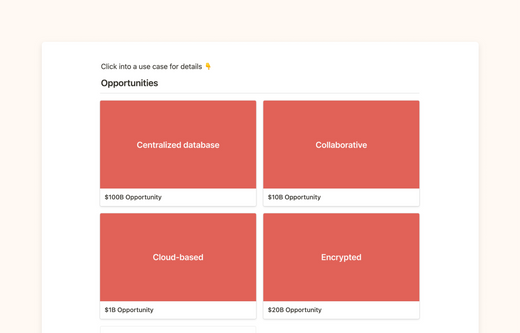 Click into a use case for details 👇
Opportunities
Centralized database
Collaborative
$100B Opportunity
$10B Opportunity
Cloud-based
Encrypted
$1B Opportunity
$20B Opportunity